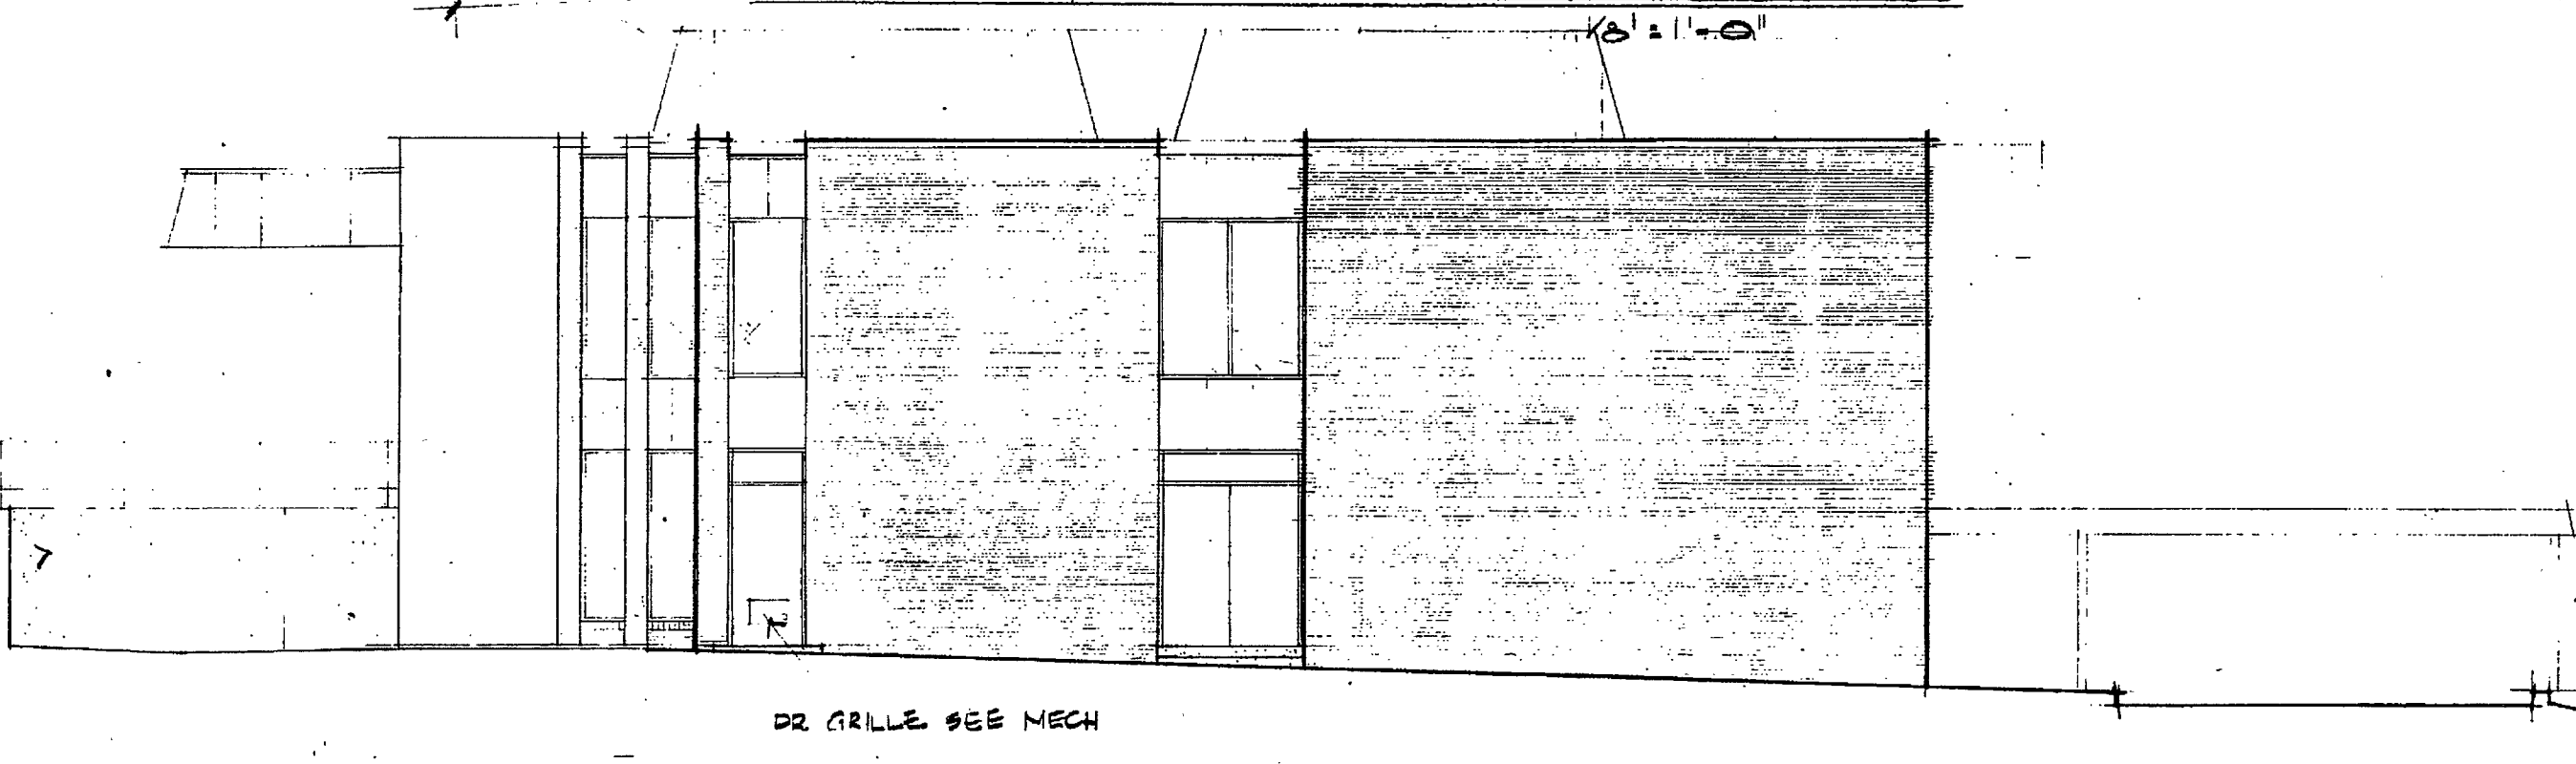 1/8" = 1'-0"
DR GRILLE SEE MECH